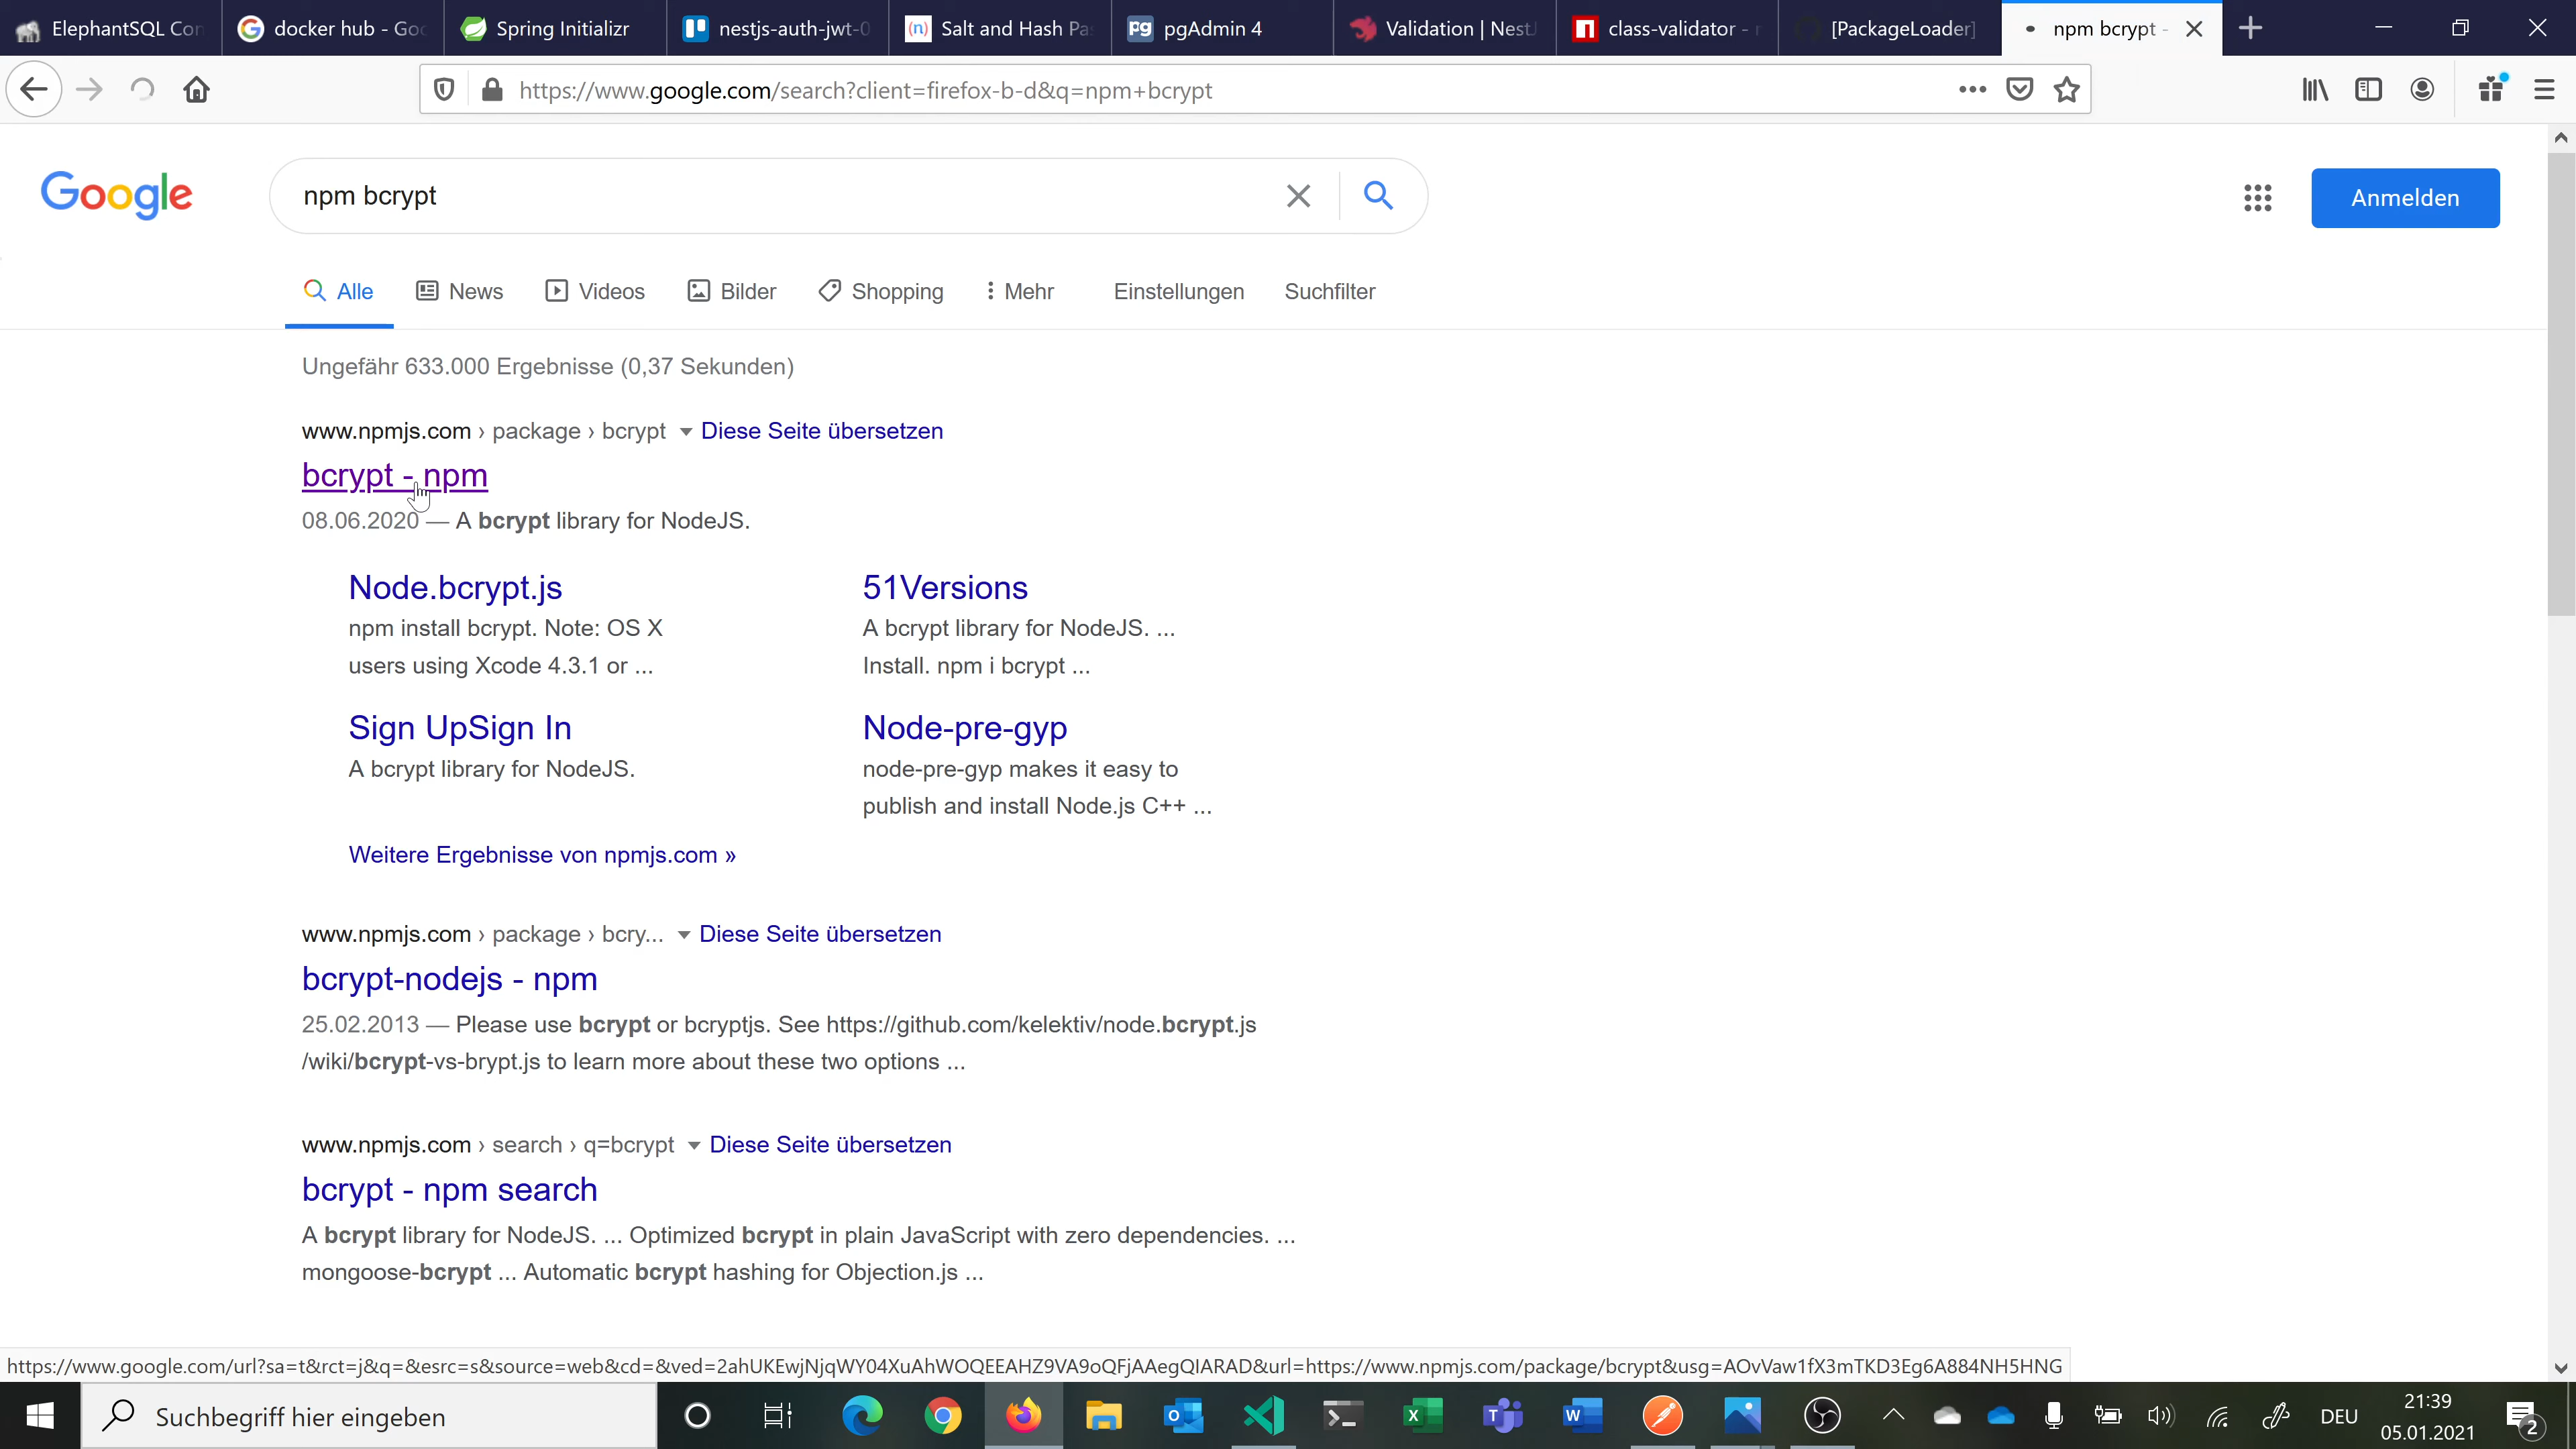 ElephantSQL Con
docker hub - Goo
Spring Initializr
nestjs-auth-jwt-0
Salt and Hash Pas
pgAdmin 4
Validation | NestJ
class-validator - n
[PackageLoader]
npm bcrypt -
https://www.google.com/search?client=firefox-b-d&q=npm+bcrypt
Google
npm bcrypt
Anmelden
Alle
News
Videos
Bilder
Shopping
Mehr
Einstellungen
Suchfilter
Ungefähr 633.000 Ergebnisse (0,37 Sekunden)
www.npmjs.com › package › bcrypt Diese Seite übersetzen
bcrypt - npm
08.06.2020 — A bcrypt library for NodeJS.
Node.bcrypt.js
npm install bcrypt. Note: OS X
users using Xcode 4.3.1 or ...
51Versions
A bcrypt library for NodeJS. ...
Install. npm i bcrypt ...
Sign UpSign In
A bcrypt library for NodeJS.
Node-pre-gyp
node-pre-gyp makes it easy to
publish and install Node.js C++ ...
Weitere Ergebnisse von npmjs.com »
www.npmjs.com › package › bcry... Diese Seite übersetzen
bcrypt-nodejs - npm
25.02.2013 — Please use bcrypt or bcryptjs. See https://github.com/kelektiv/node.bcrypt.js
/wiki/bcrypt-vs-brypt.js to learn more about these two options ...
www.npmjs.com › search › q=bcrypt Diese Seite übersetzen
bcrypt - npm search
A bcrypt library for NodeJS. ... Optimized bcrypt in plain JavaScript with zero dependencies. ...
mongoose-bcrypt ... Automatic bcrypt hashing for Objection.js ...
https://www.google.com/url?sa=t&rct=j&q=&esrc=s&source=web&cd=&ved=2ahUKEwjNjqWY04XuAhWOQEEAHZ9VA9oQFjAAegQIARAD&url=https://www.npmjs.com/package/bcrypt&usg=AOvVaw1fX3mTKD3Eg6A884NH5HNG
Suchbegriff hier eingeben
DEU
21:39
05.01.2021
2